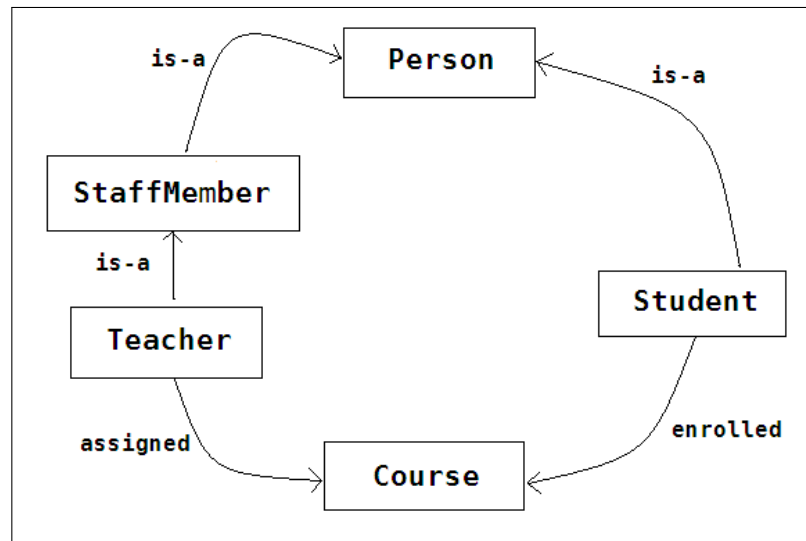 is-a
Person
is-a
StaffMember
is-a
Student
Teacher
assigned
enrolled
Course